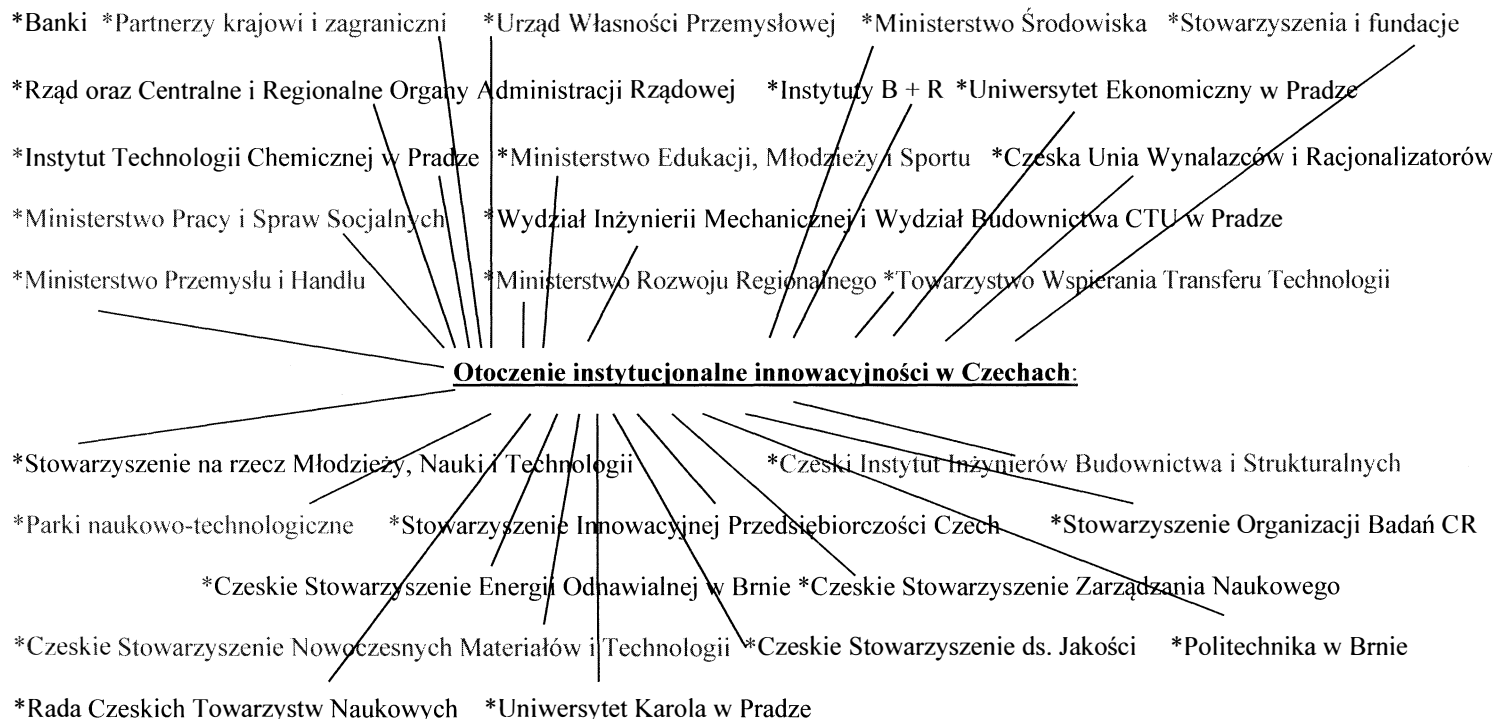 *Banki *Partnerzy krajowi i zagraniczni *Urząd Własności Przemysłowej *Ministerstwo Środowiska *Stowarzyszenia i fundacje
*Rząd oraz Centralne i Regionalne Organy Administracji Rządowej *Instytuty B + R *Uniwersytet Ekonomiczny w Pradze
*Instytut Technologii Chemicznej w Pradze *Ministerstwo Edukacji, Młodzieży i Sportu *Czeska Unia Wynalazców i Racjonalizatorów
*Ministerstwo Pracy i Spraw Socjalnych *Wydział Inżynierii Mechanicznej i Wydział Budownictwa CTU w Pradze
*Ministerstwo Przemysłu i Handlu *Ministerstwo Rozwoju Regionalnego *Towarzystwo Wspierania Transferu Technologii
Otoczenie instytucjonalne innowacyjności w Czechach:
*Stowarzyszenie na rzecz Młodzieży, Nauki i Technologii *Czeski Instytut Inżynierów Budownictwa i Strukturalnych
*Parki naukowo-technologiczne *Stowarzyszenie Innowacyjnej Przedsiębiorczości Czech *Stowarzyszenie Organizacji Badań CR
*Czeskie Stowarzyszenie Energii Odnawialnej w Brnie *Czeskie Stowarzyszenie Zarządzania Naukowego
*Czeskie Stowarzyszenie Nowoczesnych Materiałów i Technologii *Czeskie Stowarzyszenie ds. Jakości *Politechnika w Brnie
*Rada Czeskich Towarzystw Naukowych *Uniwersytet Karola w Pradze